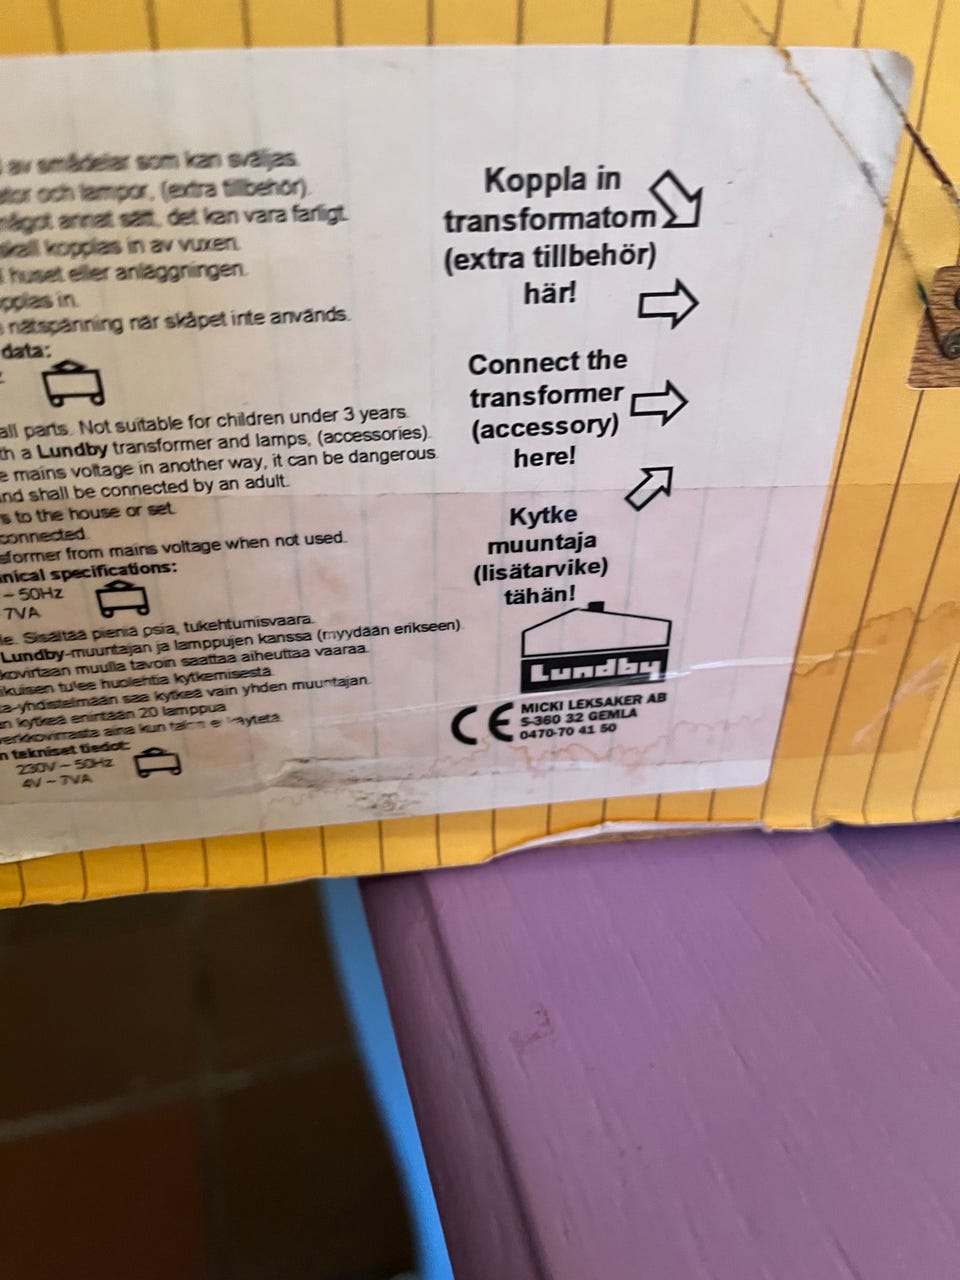 av smådelar som kan sväljas.
och lampor, (extra tillbehör).
något annat sätt, det kan vara farligt.
skall kopplas in av vuxen.
huset eller anläggningen.
in.
nätspänning när skåpet inte används.
data:
all parts. Not suitable for children under 3 years.
a Lundby transformer and lamps, (accessories).
mains voltage in another way, it can be dangerous.
and shall be connected by an adult.
to the house or set.
connected.
from mains voltage when not used.
specifications:
~ 50Hz
7VA
Sisältää pieniä psia, tukehtumisvaara.
Lundby-muuntajan ja lamppujen kanssa (myydään erikseen).
muulla tavoin saattaa aiheuttaa vaaraa.
tulee huolehtia kytkemisestä.
saa kytkeä vain yhden muuntajan.
kytkeä enintään 20 lamppua
aina kun
tekniset tiedot:
230V ~ 50Hz
4V ~ 7VA
Koppla in
transformatorn
(extra tillbehör)
här!
Connect the
transformer
(accessory)
here!
Kytke
muuntaja
(lisätarvike)
tähän!
Lundby
CE
MICKI LEKSAKER AB
S-360 32 GEMLA
0470-70 41 50